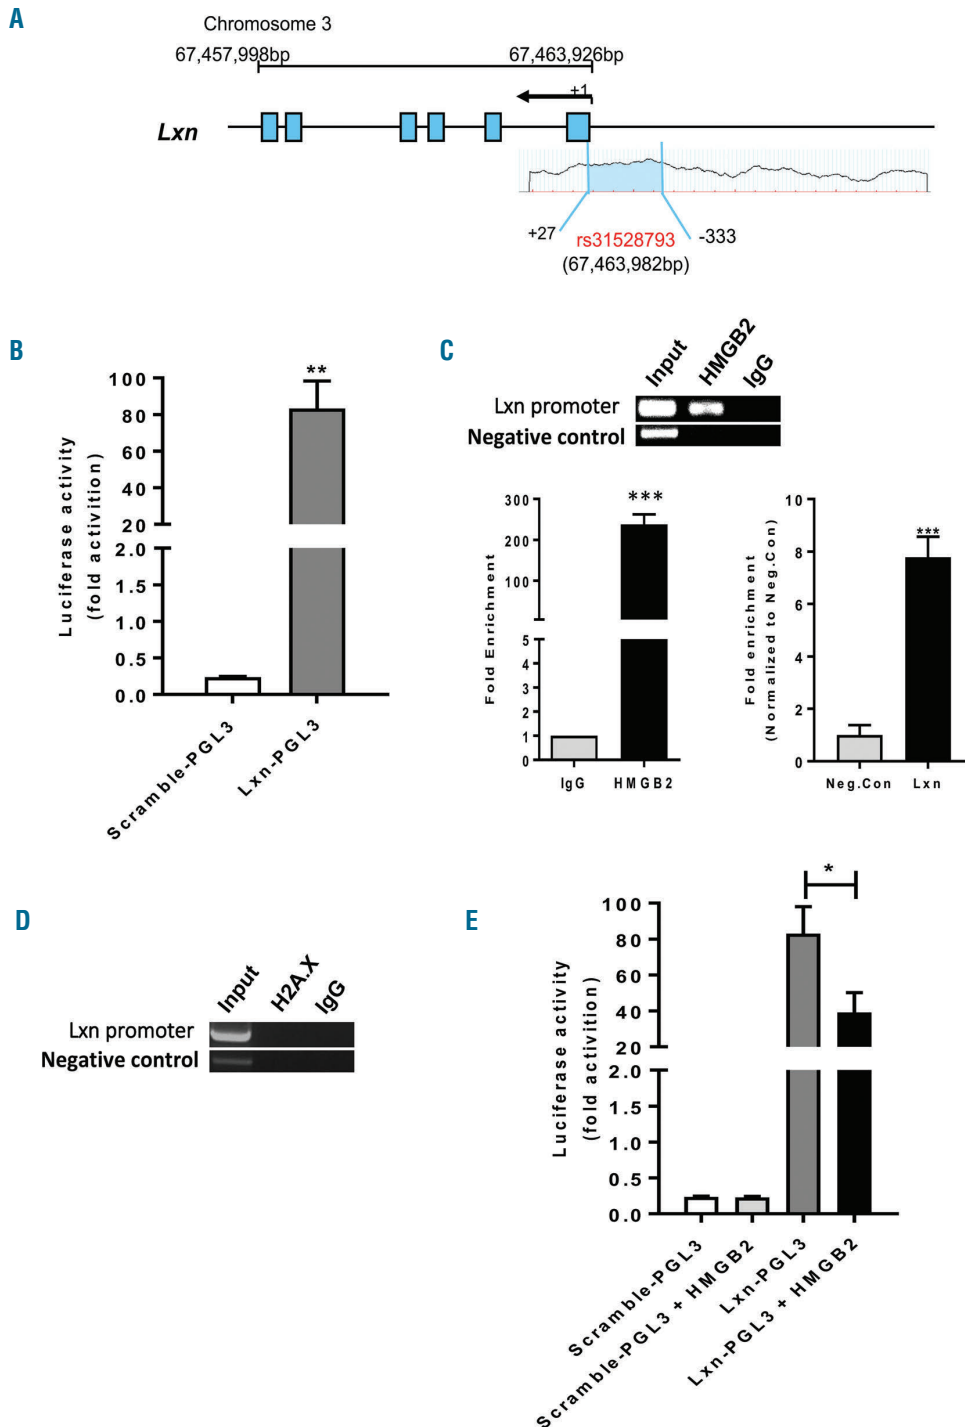 A
Chromosome 3
67,457,998bp 67,463,926bp
+1
Lxn
+27 rs31528793 -333
(67,463,982bp)
B
**
100
80
60
40
20
2.0
1.5
1.0
0.5
0.0
Luciferase activity
(fold activition)
Scramble-PGL3
Lxn-PGL3
C
Input HMGB2 IgG
Lxn promoter
Negative control
***
300
200
100
5
4
3
2
1
0
Fold Enrichment
IgG HMGB2
***
10
8
6
4
2
0
Fold enrichment
(Normalized to Neg.Con)
Neg.Con Lxn
D
Input H2A.X IgG
Lxn promoter
Negative control
E
*
100
80
60
40
20
2.0
1.5
1.0
0.5
0.0
Luciferase activity
(fold activition)
Scramble-PGL3
Scramble-PGL3 + HMGB2
Lxn-PGL3
Lxn-PGL3 + HMGB2